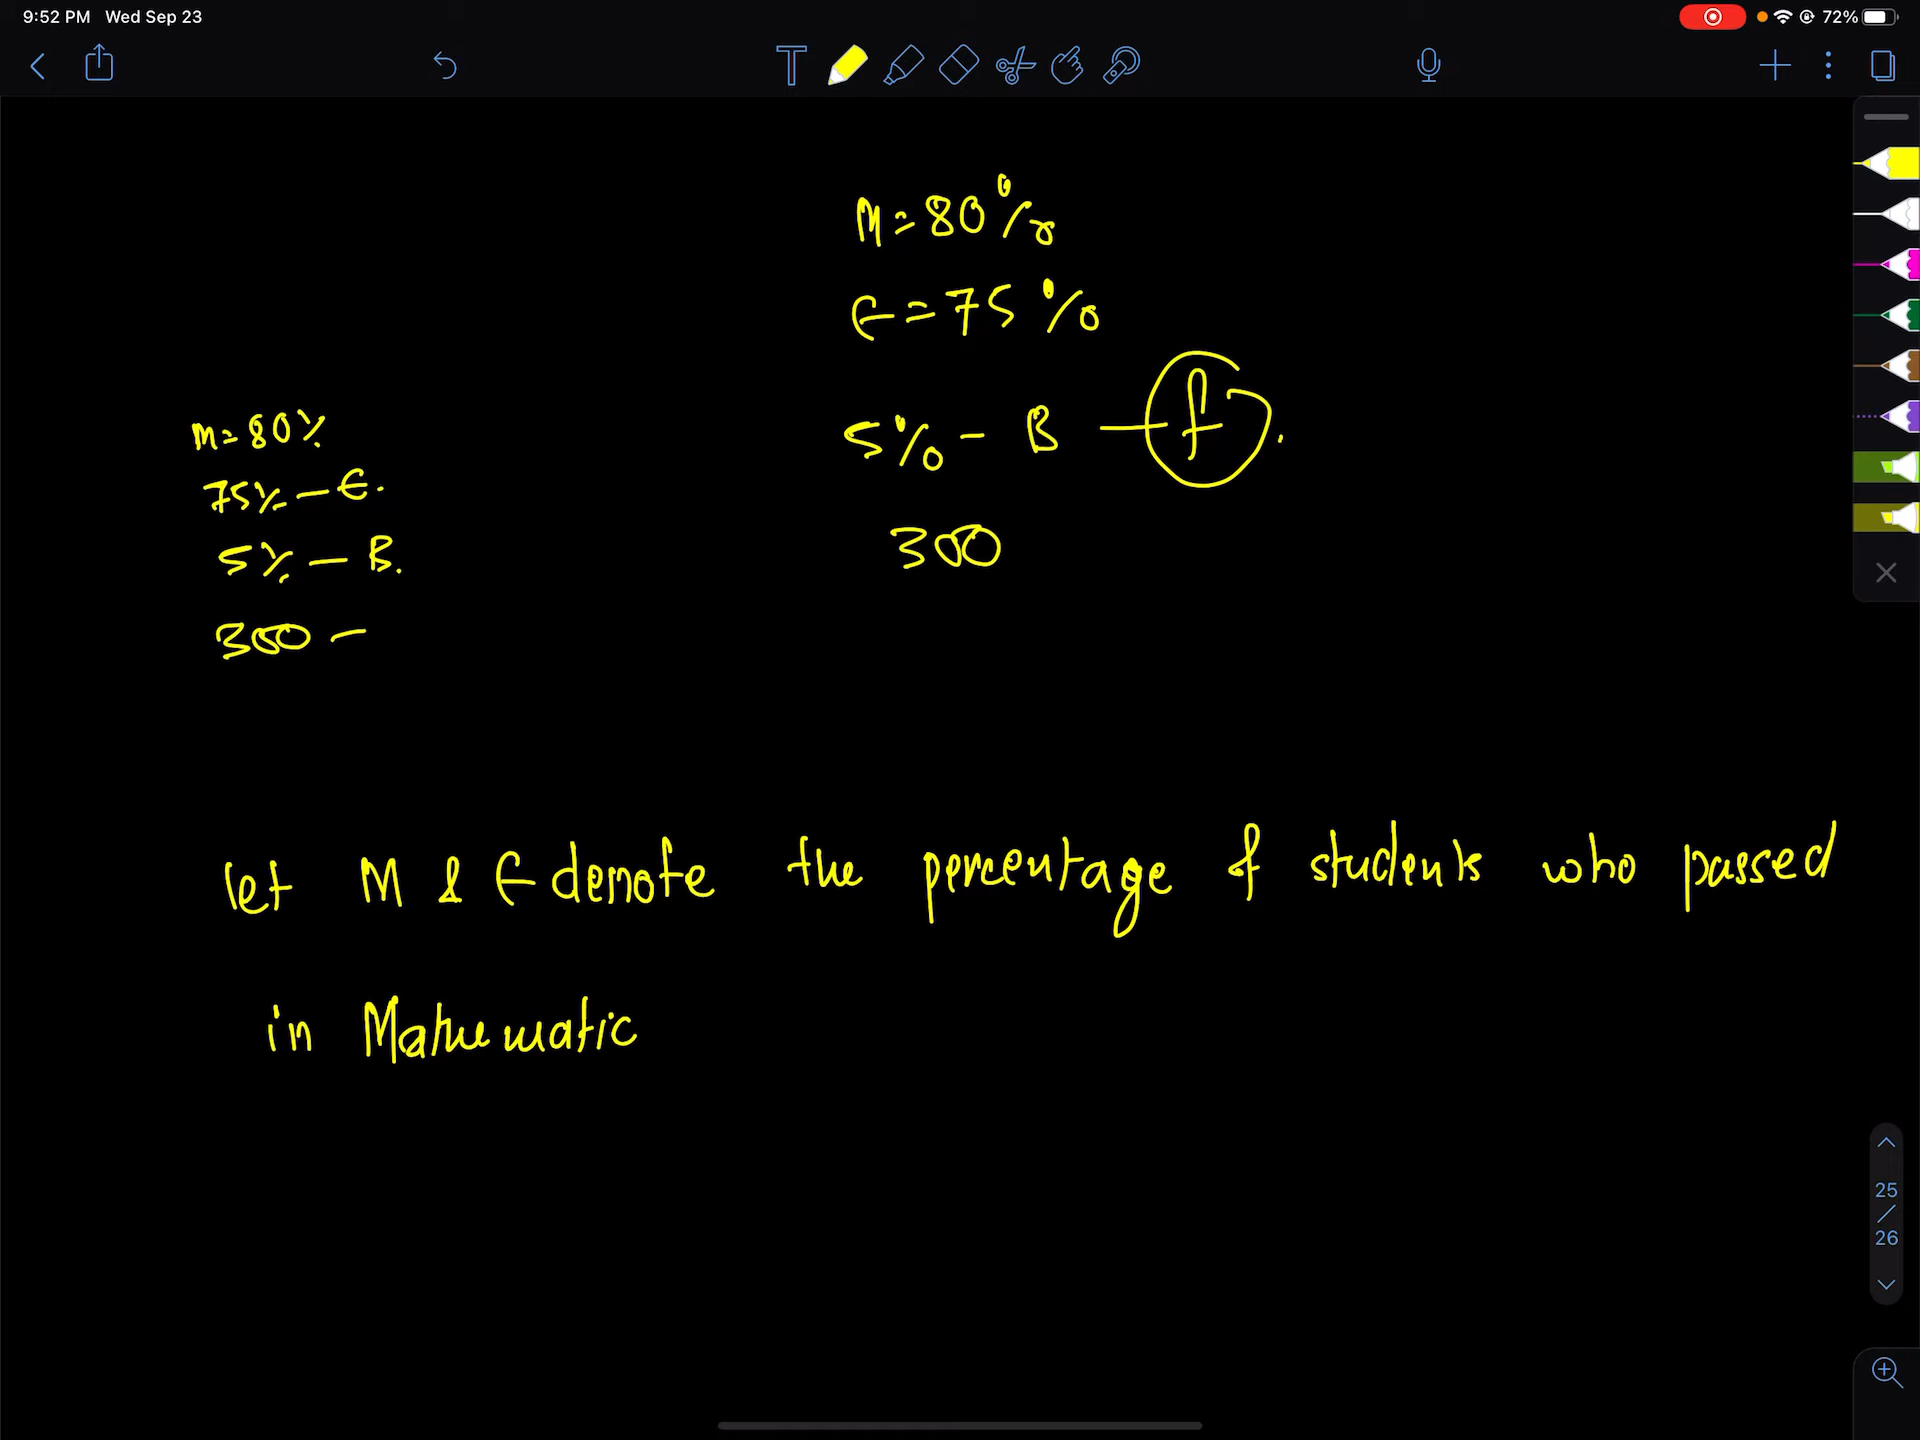 9:52 PM Wed Sep 23
72%
M = 80%
E = 75%
5% - B - f.
300
m = 80%
75% - E.
5% - B.
300 -
let M & E denote the percentage of students who passed
in Mathematic
25
/
26